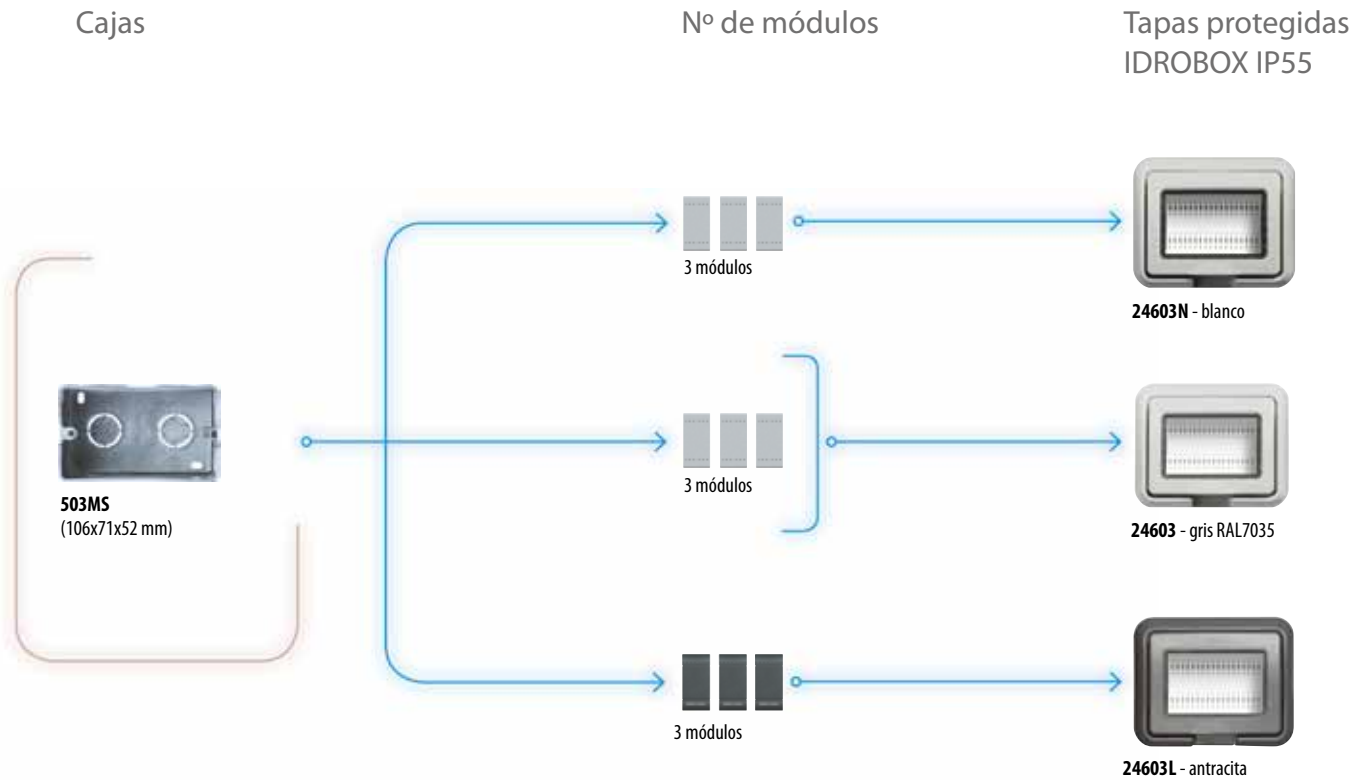 Cajas
Nº de módulos
Tapas protegidas
IDROBOX IP55
3 módulos
24603N - blanco
503MS
(106x71x52 mm)
3 módulos
24603 - gris RAL7035
3 módulos
24603L - antracita